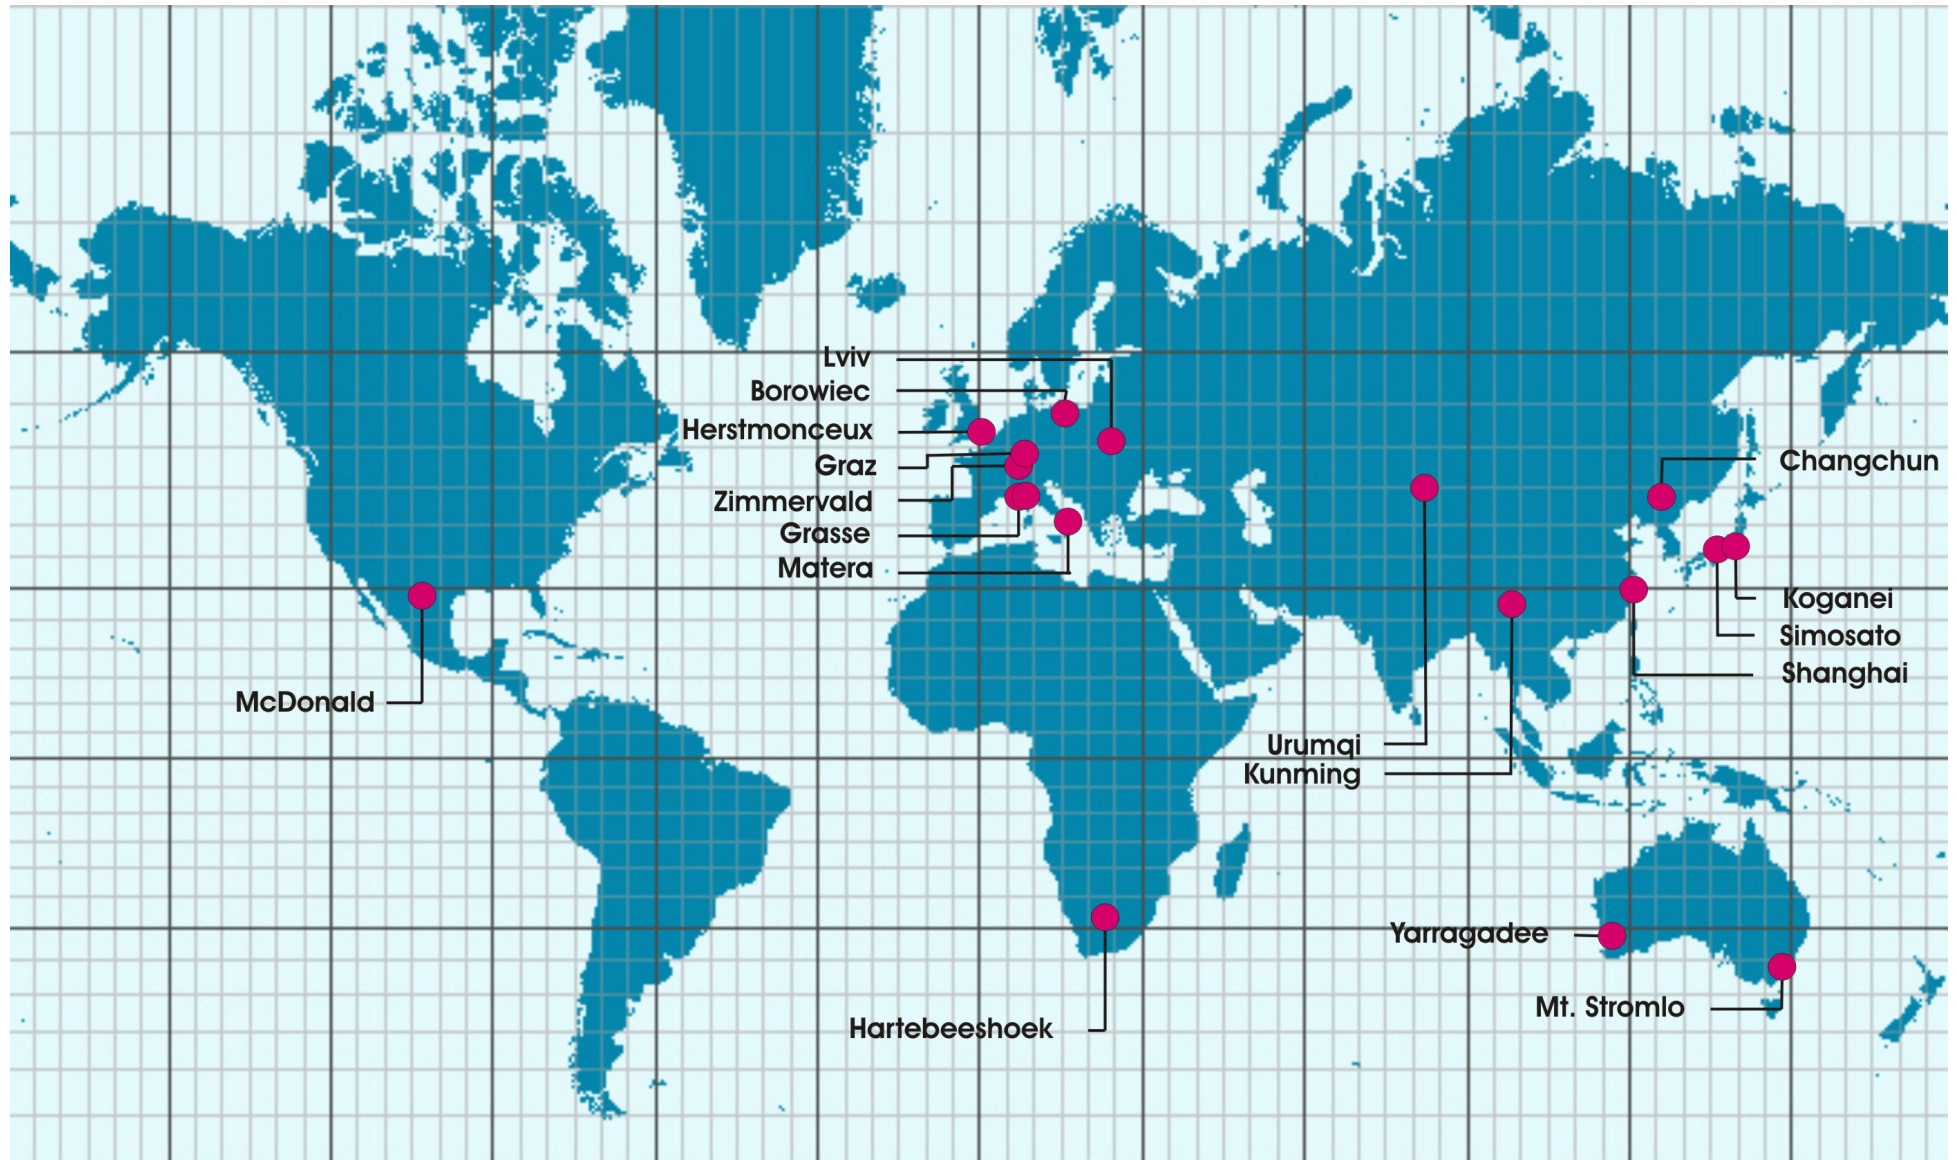 Lviv
Borowiec
Herstmonceux
Graz
Zimmervald
Grasse
Matera
Changchun
Koganei
Simosato
Shanghai
McDonald
Urumqi
Kunming
Yarragadee
Mt. Stromlo
Hartebeeshoek